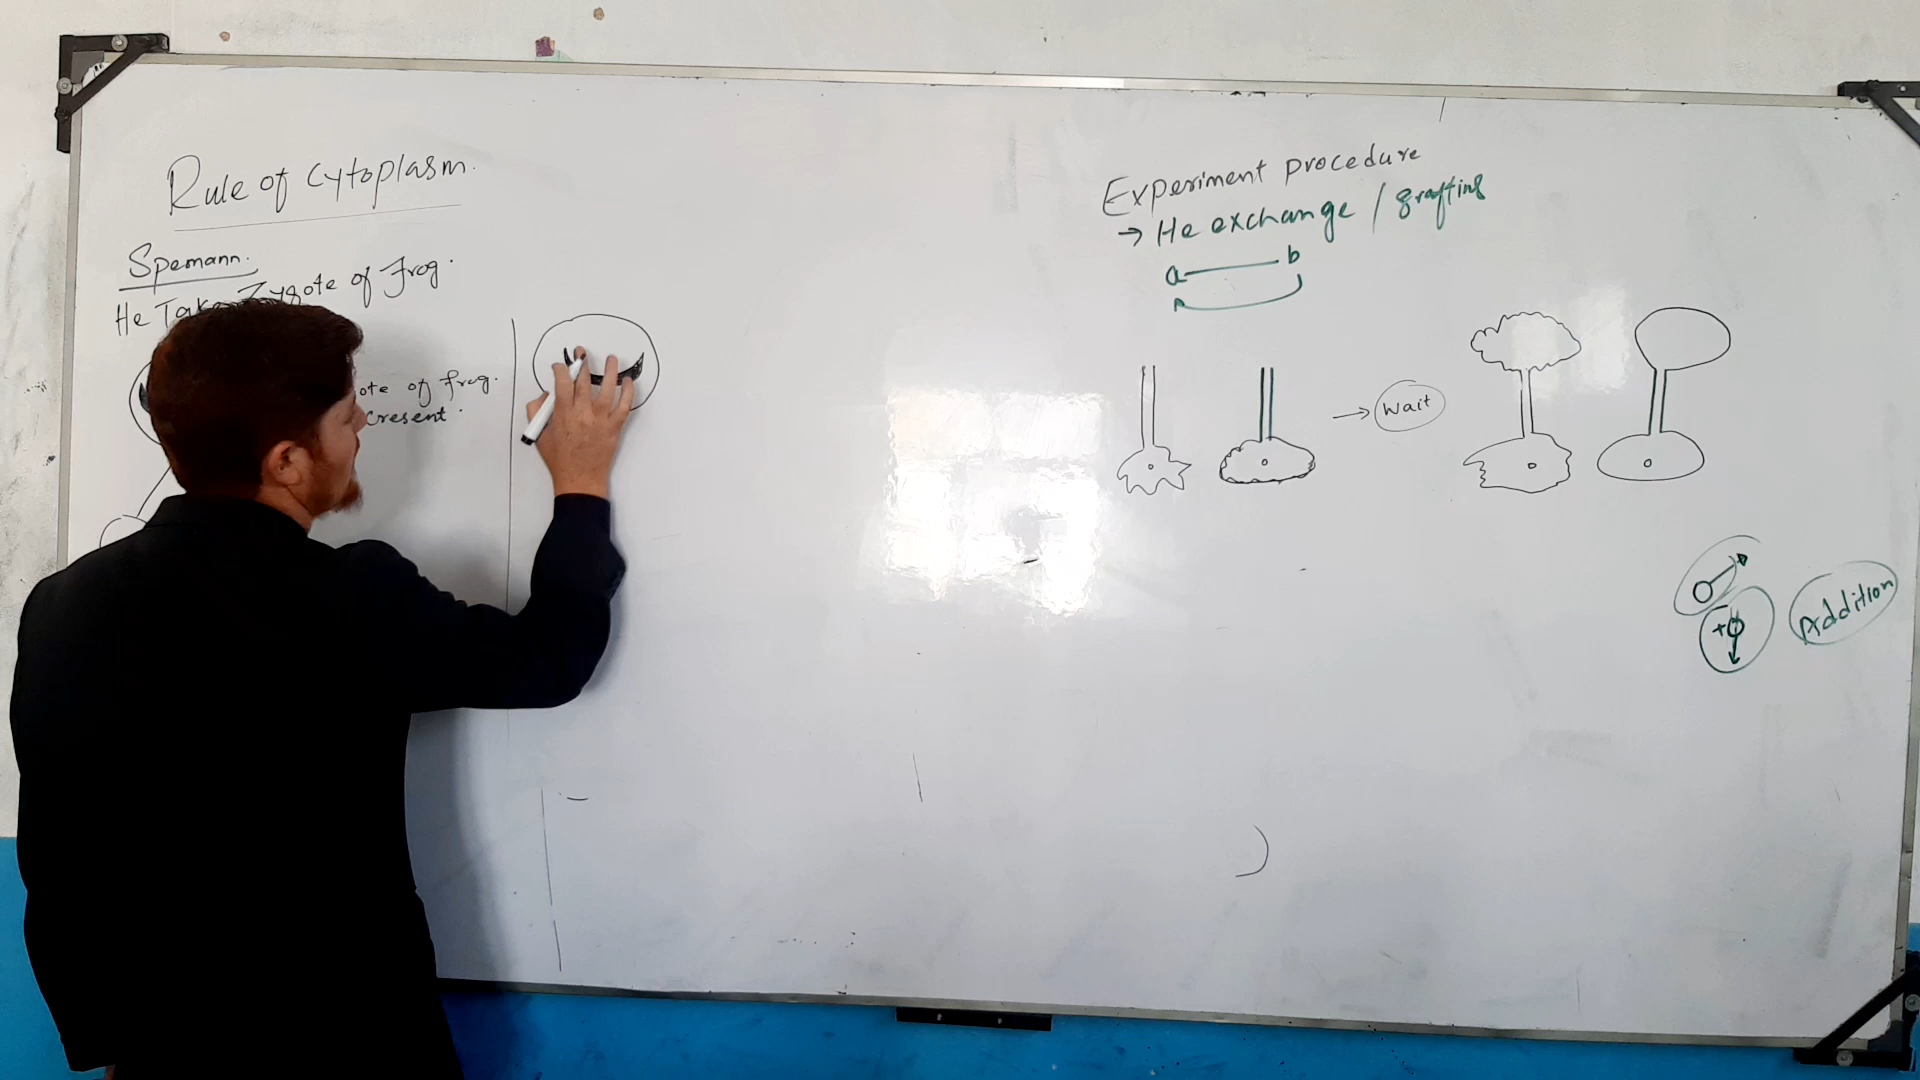 Rule of cytoplasm.
Spemann.
He Take Zygote of Frog.
ote of frog.
Cresent
Experiment procedure
→ He exchange / grafting
a b
→ Wait
+
Addition